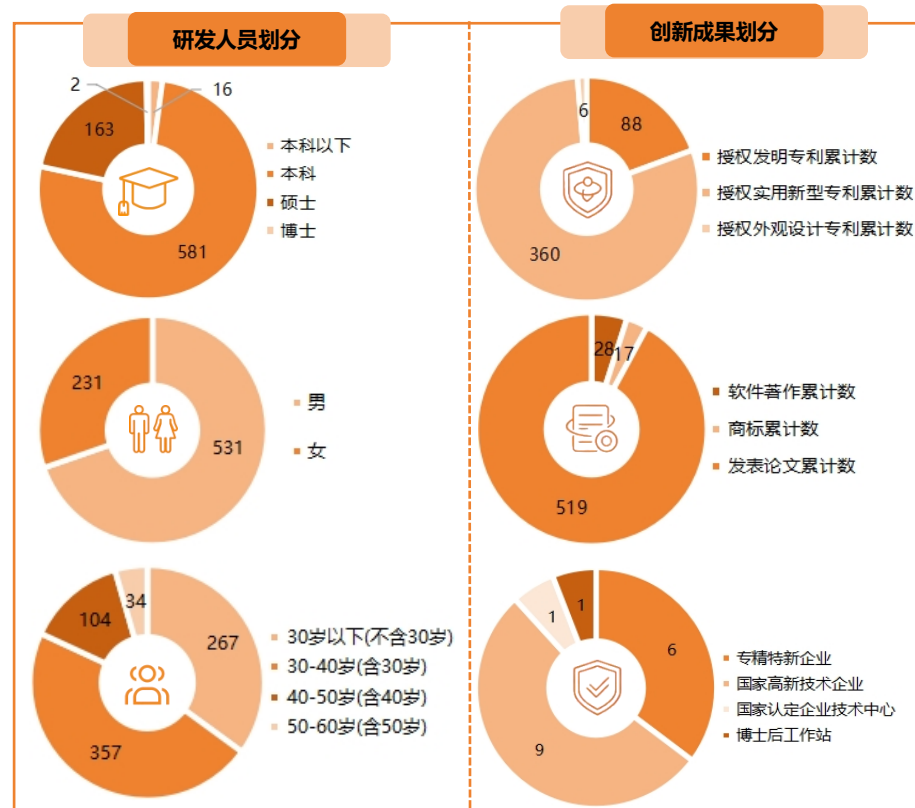 研发人员划分
2
16
163
581
本科以下
本科
硕士
博士
231
531
男
女
34
104
267
357
30岁以下(不含30岁)
30-40岁(含30岁)
40-50岁(含40岁)
50-60岁(含50岁)
创新成果划分
6
88
360
授权发明专利累计数
授权实用新型专利累计数
授权外观设计专利累计数
28
17
519
软件著作累计数
商标累计数
发表论文累计数
1
1
6
9
专精特新企业
国家高新技术企业
国家认定企业技术中心
博士后工作站